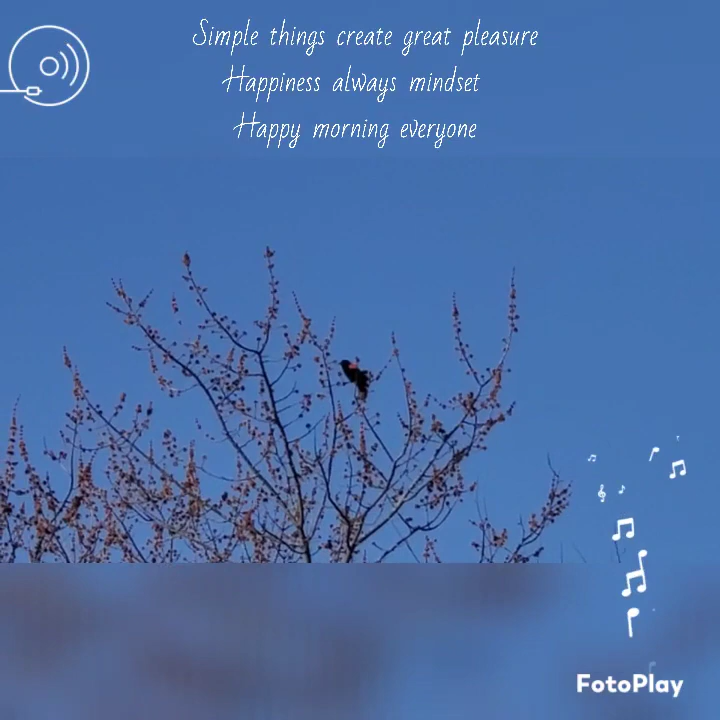 Simple things create great pleasure
Happiness always mindset
Happy morning everyone
FotoPlay